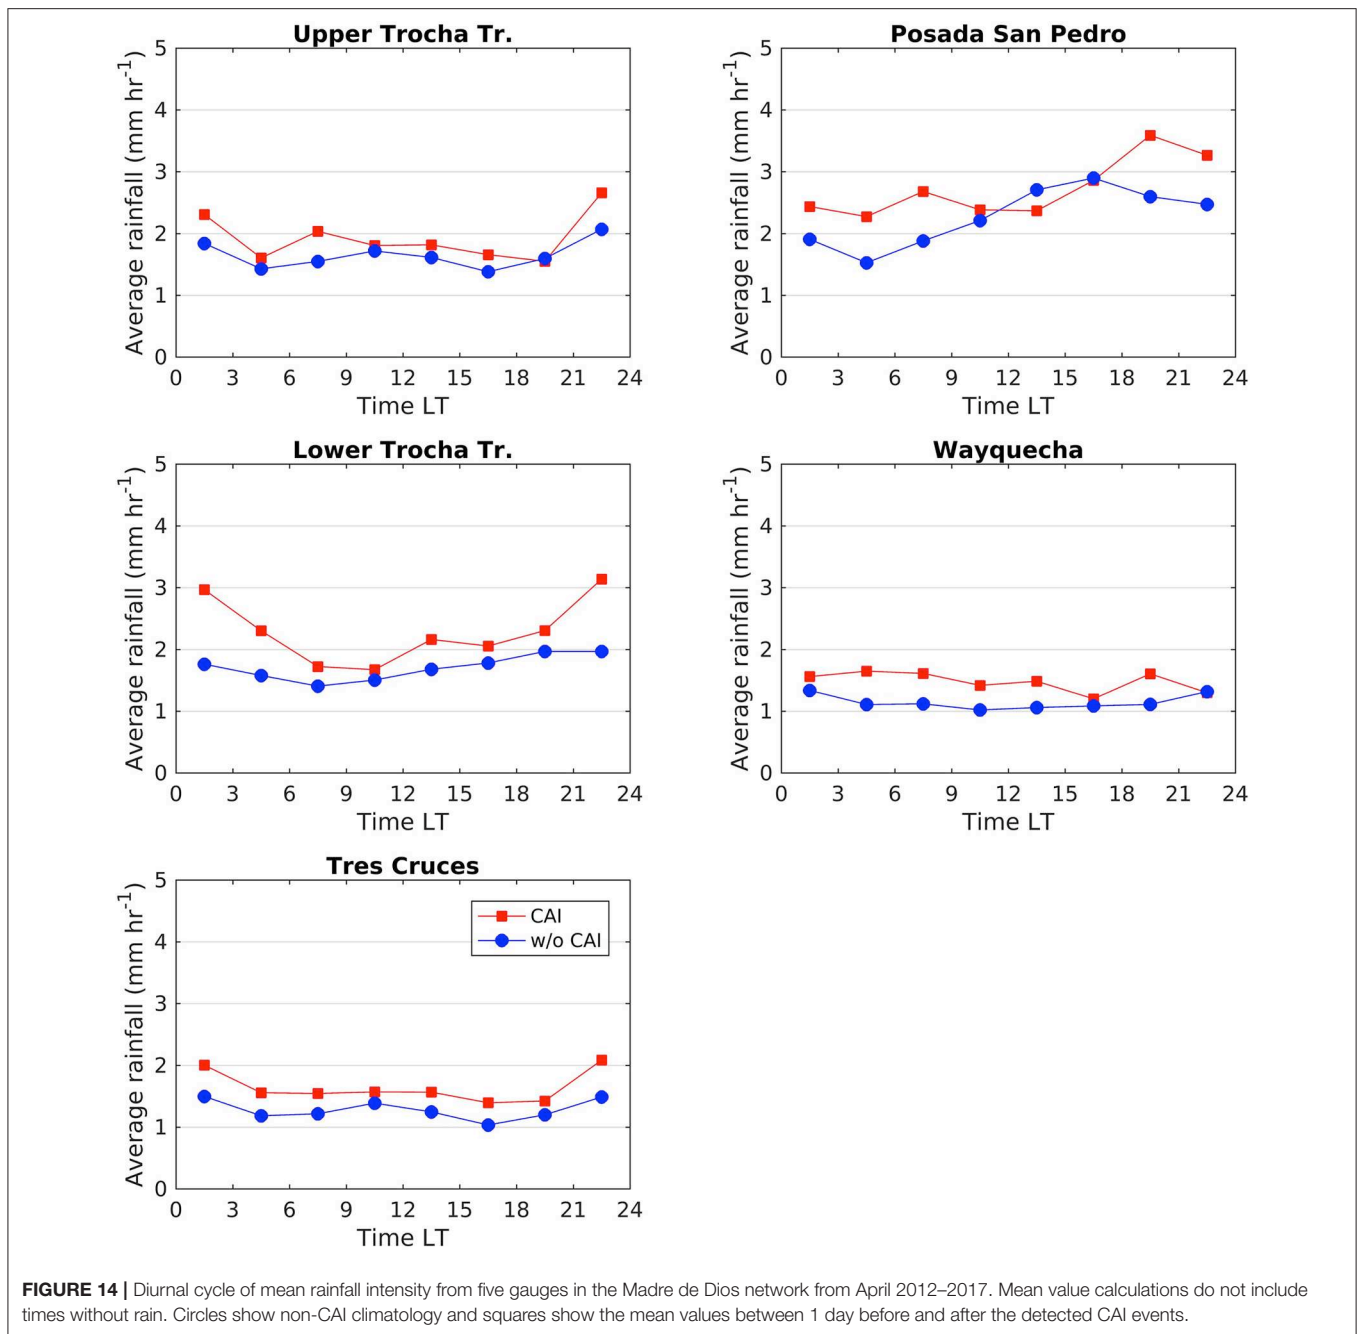 Upper Trocha Tr.
5
4
3
2
1
0
Average rainfall (mm hr-1)
0 3 6 9 12 15 18 21 24
Time LT
Posada San Pedro
5
4
3
2
1
0
Average rainfall (mm hr-1)
0 3 6 9 12 15 18 21 24
Time LT
Lower Trocha Tr.
5
4
3
2
1
0
Average rainfall (mm hr-1)
0 3 6 9 12 15 18 21 24
Time LT
Wayquecha
5
4
3
2
1
0
Average rainfall (mm hr-1)
0 3 6 9 12 15 18 21 24
Time LT
Tres Cruces
5
4
3
2
1
0
Average rainfall (mm hr-1)
CAI
w/o CAI
0 3 6 9 12 15 18 21 24
Time LT
FIGURE 14 | Diurnal cycle of mean rainfall intensity from five gauges in the Madre de Dios network from April 2012–2017. Mean value calculations do not include
times without rain. Circles show non-CAI climatology and squares show the mean values between 1 day before and after the detected CAI events.